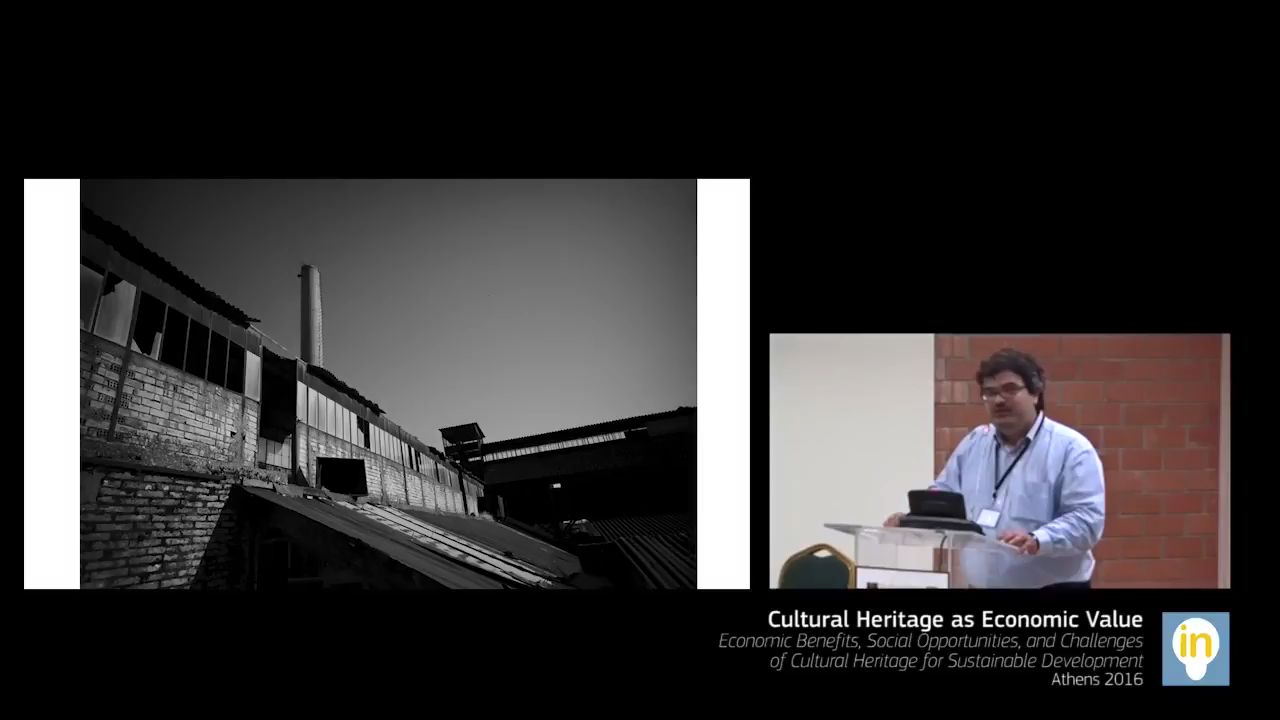 Cultural Heritage as Economic Value
Economic Benefits, Social Opportunities, and Challenges
of Cultural Heritage for Sustainable Development
Athens 2016
in